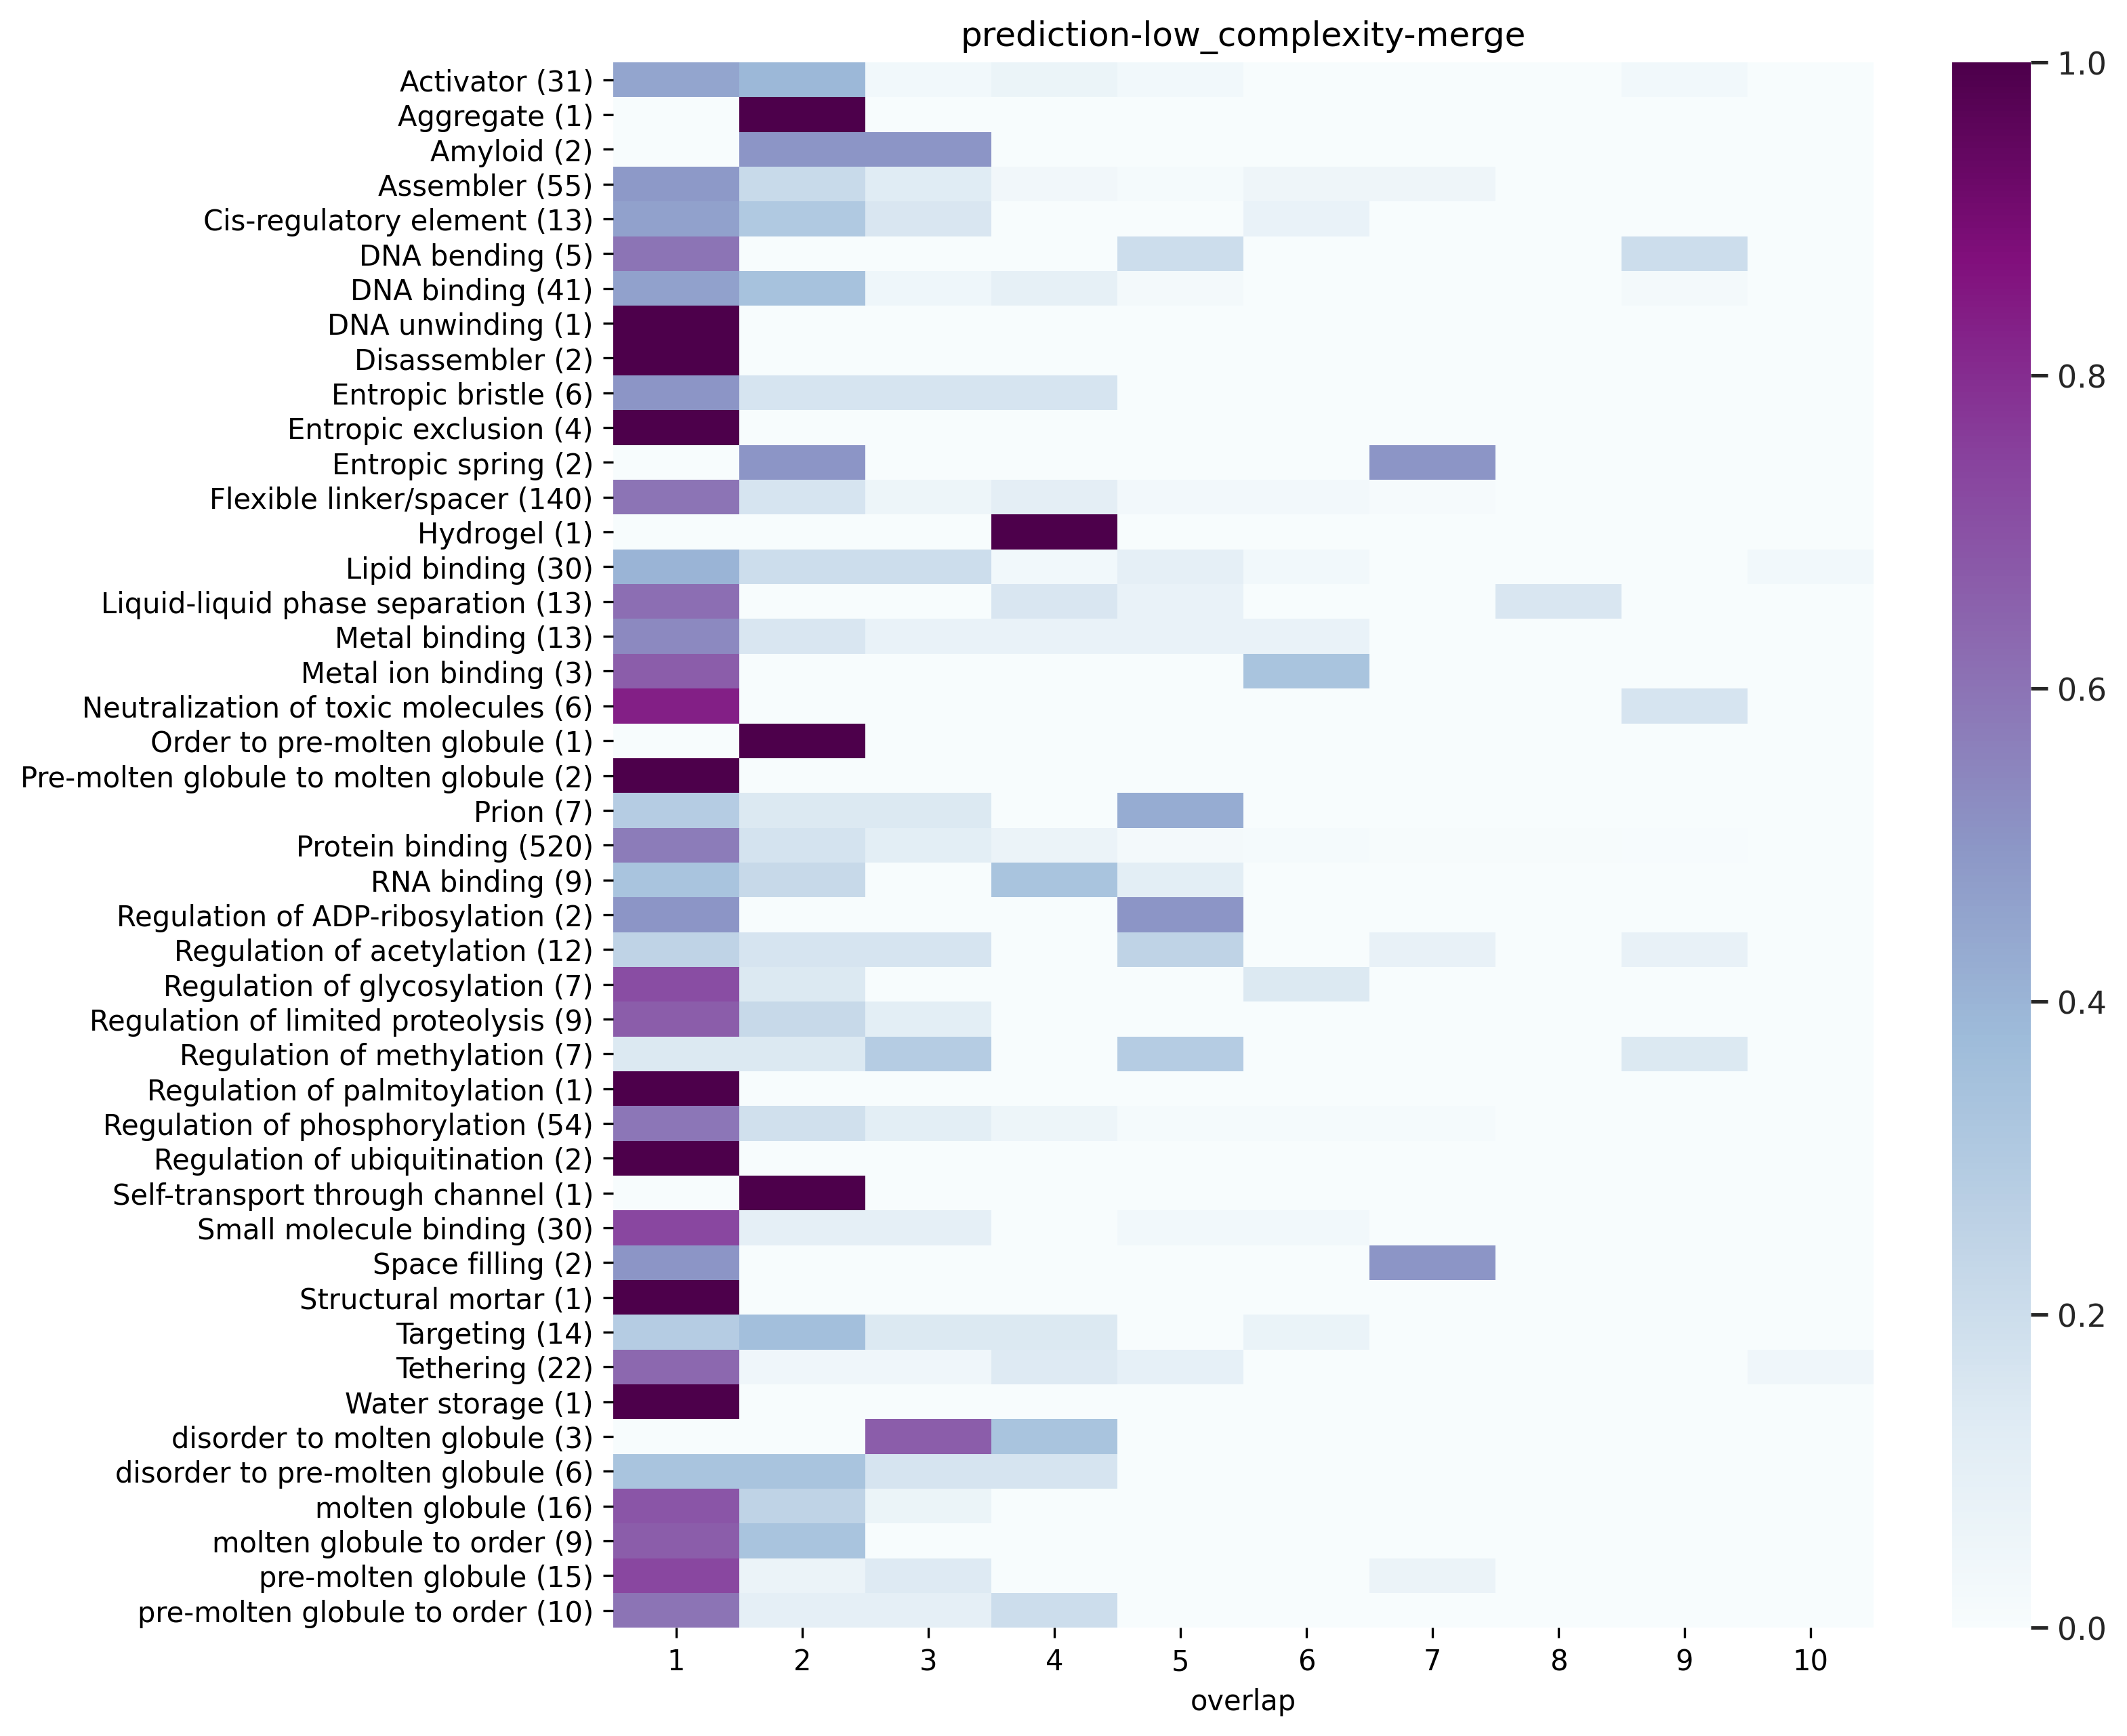 prediction-low_complexity-merge
Activator (31)
Aggregate (1)
Amyloid (2)
Assembler (55)
Cis-regulatory element (13)
DNA bending (5)
DNA binding (41)
DNA unwinding (1)
Disassembler (2)
Entropic bristle (6)
Entropic exclusion (4)
Entropic spring (2)
Flexible linker/spacer (140)
Hydrogel (1)
Lipid binding (30)
Liquid-liquid phase separation (13)
Metal binding (13)
Metal ion binding (3)
Neutralization of toxic molecules (6)
Order to pre-molten globule (1)
Pre-molten globule to molten globule (2)
Prion (7)
Protein binding (520)
RNA binding (9)
Regulation of ADP-ribosylation (2)
Regulation of acetylation (12)
Regulation of glycosylation (7)
Regulation of limited proteolysis (9)
Regulation of methylation (7)
Regulation of palmitoylation (1)
Regulation of phosphorylation (54)
Regulation of ubiquitination (2)
Self-transport through channel (1)
Small molecule binding (30)
Space filling (2)
Structural mortar (1)
Targeting (14)
Tethering (22)
Water storage (1)
disorder to molten globule (3)
disorder to pre-molten globule (6)
molten globule (16)
molten globule to order (9)
pre-molten globule (15)
pre-molten globule to order (10)
1 2 3 4 5 6 7 8 9 10
overlap
1.0
0.8
0.6
0.4
0.2
0.0